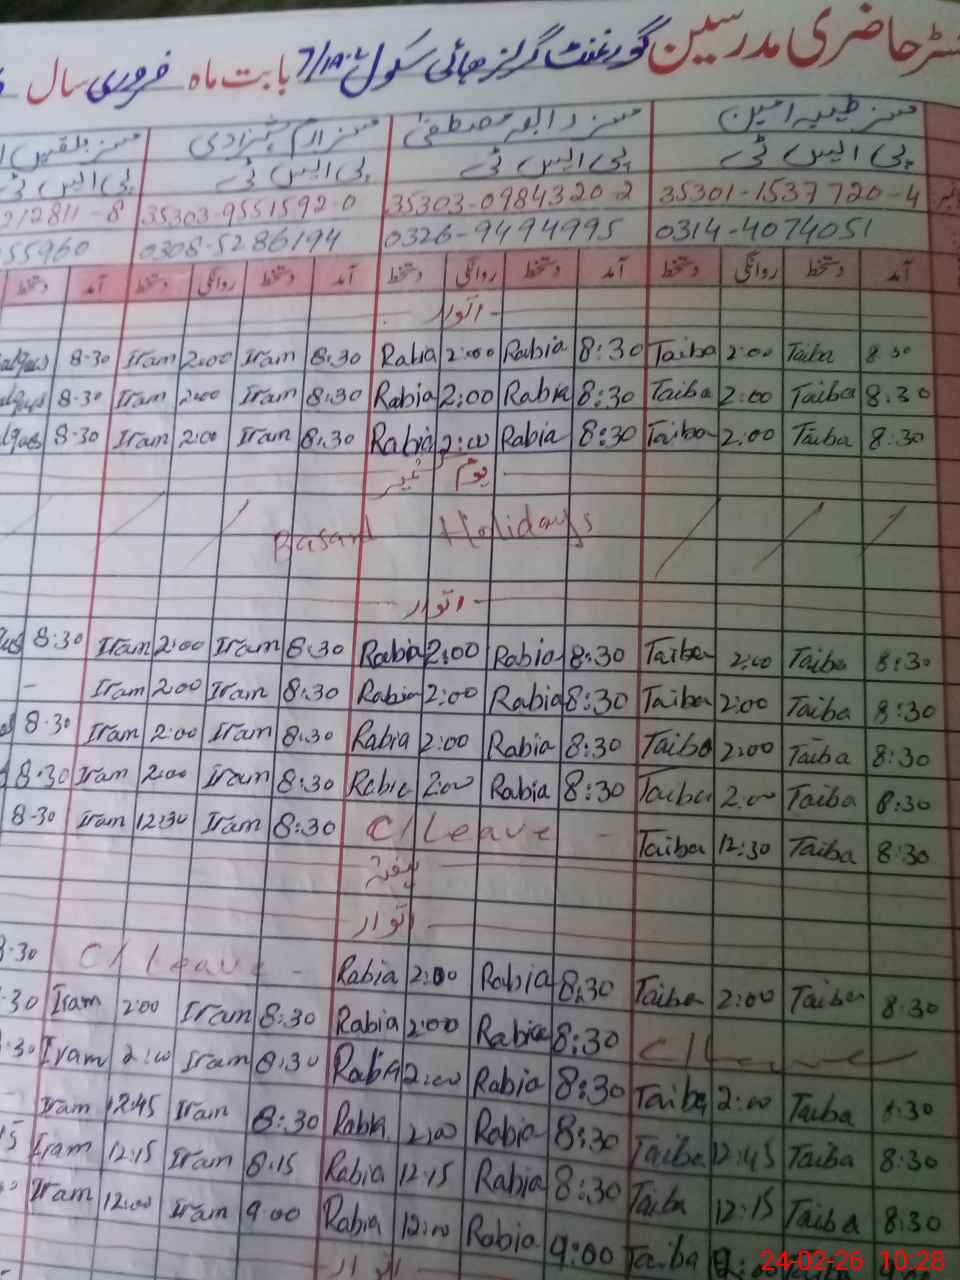 رجسٹر حاضری مدرسین گورنمنٹ گرلز ہائی سکول بابت ماہ فروری سال
مسز طیبہ امین مسز رابعہ مصطفیٰ مسز ارم شہزادی مسز بلقیس
پی ایس ٹی پی ایس ٹی پی ایس ٹی پی ایس ٹی
212811-8 35303-9551592-0 35303-0984320-2 35301-1537720-4
55960 0308-5286194 0326-9494995 0314-4074051
آمد دستخط روانگی دستخط آمد دستخط روانگی دستخط آمد دستخط روانگی دستخط آمد دستخط
اتوار
8-30 Iram 2:00 Iram 8:30 Rabia 2:00 Rabia 8:30 Taiba 2:00 Taiba 8 30
8-30 Iram 2:00 Iram 8:30 Rabia 2:00 Rabia 8:30 Taiba 2:00 Taiba 8:30
8-30 Iram 2:00 Iram 8:30 Rabia 2:00 Rabia 8:30 Taiba 2:00 Taiba 8:30
یوم
Basant Holidays
اتوار
8:30 Iram 2:00 Iram 8:30 Rabia 2:00 Rabia 8:30 Taiba 2:00 Taiba 8:30
- Iram 2:00 Iram 8:30 Rabia 2:00 Rabia 8:30 Taiba 2:00 Taiba 8:30
8-30 Iram 2:00 Iram 8:30 Rabia 2:00 Rabia 8:30 Taiba 2:00 Taiba 8:30
8-30 Iram 2:00 Iram 8:30 Rabia 2:00 Rabia 8:30 Taiba 2:00 Taiba 8:30
8-30 Iram 12:30 Iram 8:30 C/Leave - Taiba 12:30 Taiba 8:30
ہفتہ
اتوار
8-30 C/Leave - Rabia 2:00 Rabia 8:30 Taiba 2:00 Taiba 8:30
30 Iram 2:00 Iram 8:30 Rabia 2:00 Rabia 8:30 C/Leave
30 Iram 2:00 Iram 8:30 Rabia 2:00 Rabia 8:30 Taiba 2:00 Taiba 8:30
Iram 12:45 Iram 8:30 Rabia 2:00 Rabia 8:30 Taiba 12:45 Taiba 8:30
15 Iram 12:15 Iram 8:15 Rabia 12:15 Rabia 8:30 Taiba 12:15 Taiba 8:30
Iram 12:00 Iram 9:00 Rabia 12:00 Rabia 9:00 Taiba
اتوار
24-02-26 10:28